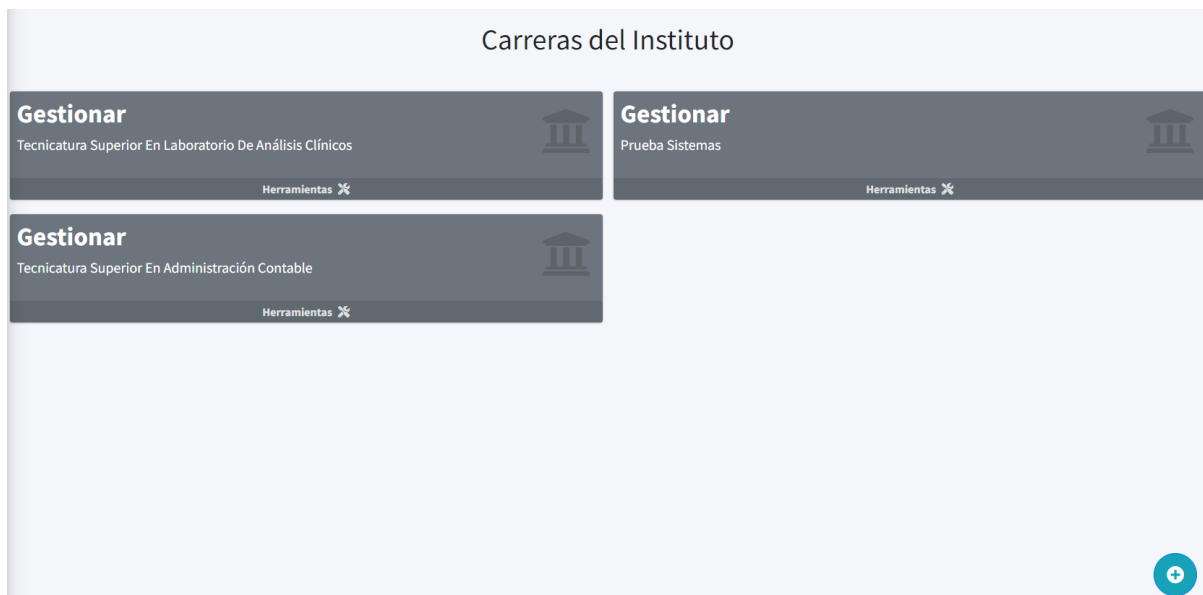 Carreras del Instituto
Gestionar
Tecnicatura Superior En Laboratorio De Análisis Clínicos
Herramientas
Gestionar
Prueba Sistemas
Herramientas
Gestionar
Tecnicatura Superior En Administración Contable
Herramientas